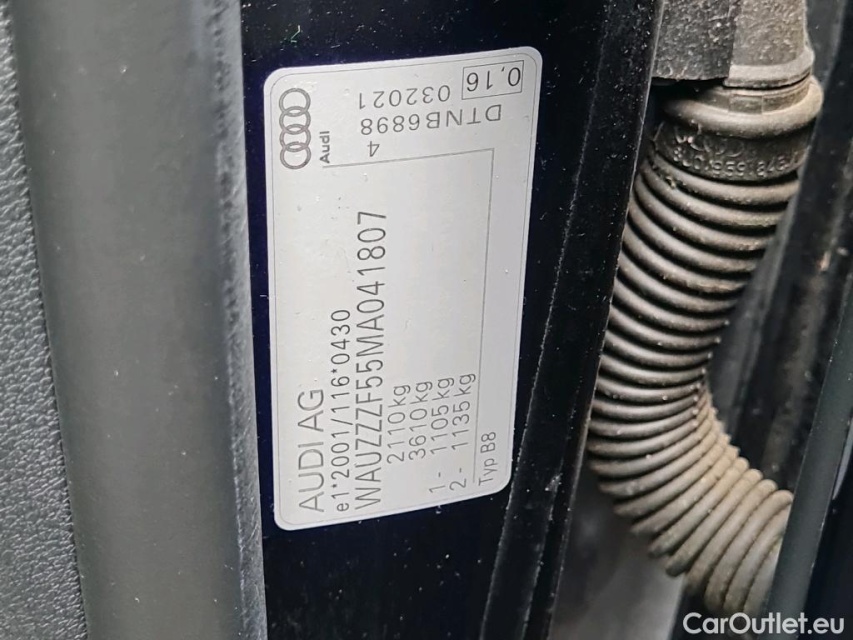 AUDI AG
e1*2001/116*0430
WAUZZZF55MA041807
2110kg
3610kg
1- 1105kg
2- 1135kg
Typ B8
Audi
4
DTNB6898
032021
0,16
CarOutlet.eu